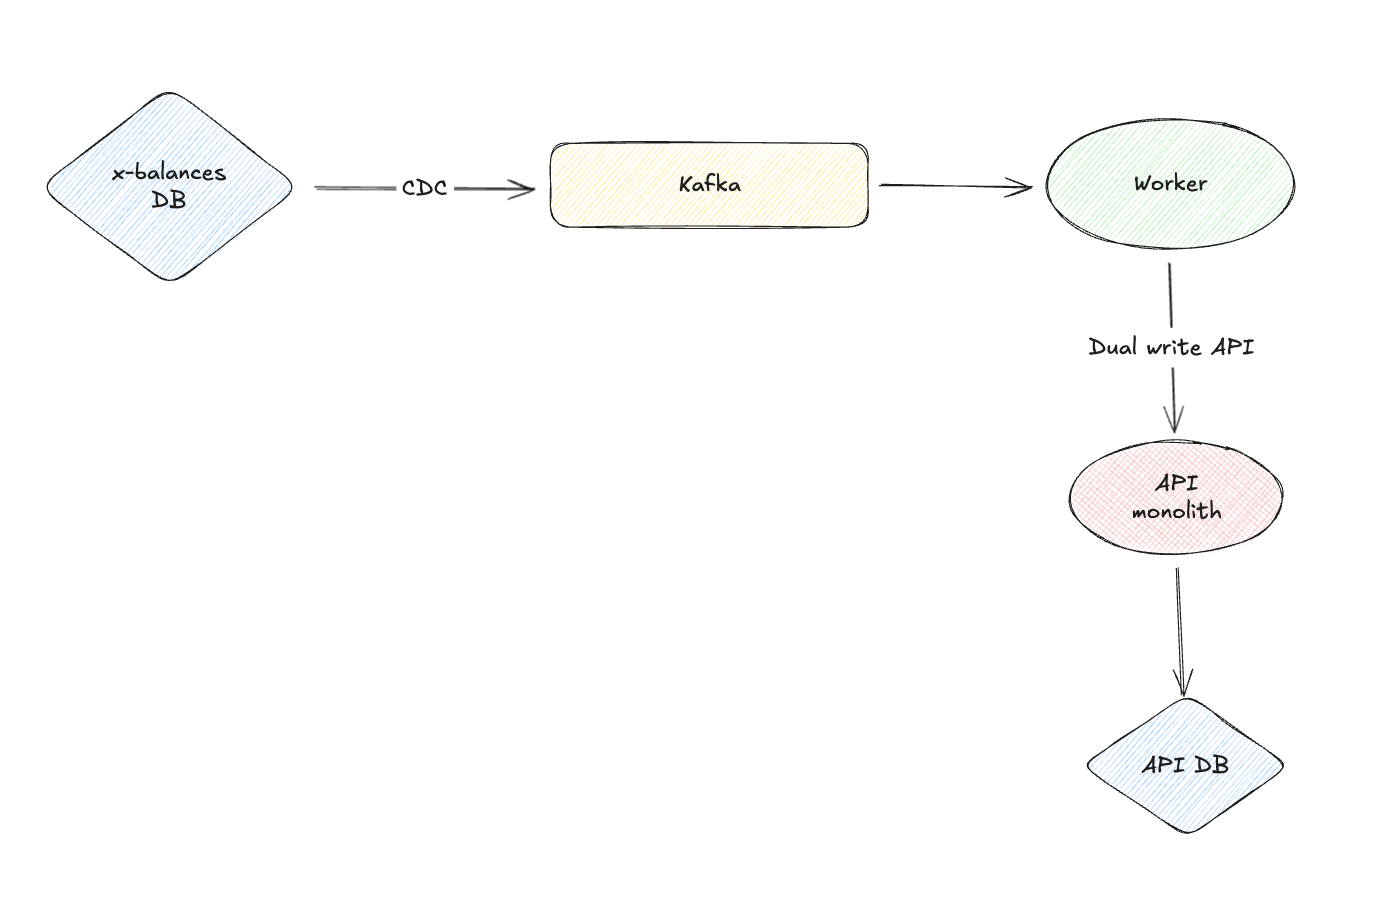 x-balances
DB
CDC
Kafka
Worker
Dual write API
API
monolith
API DB